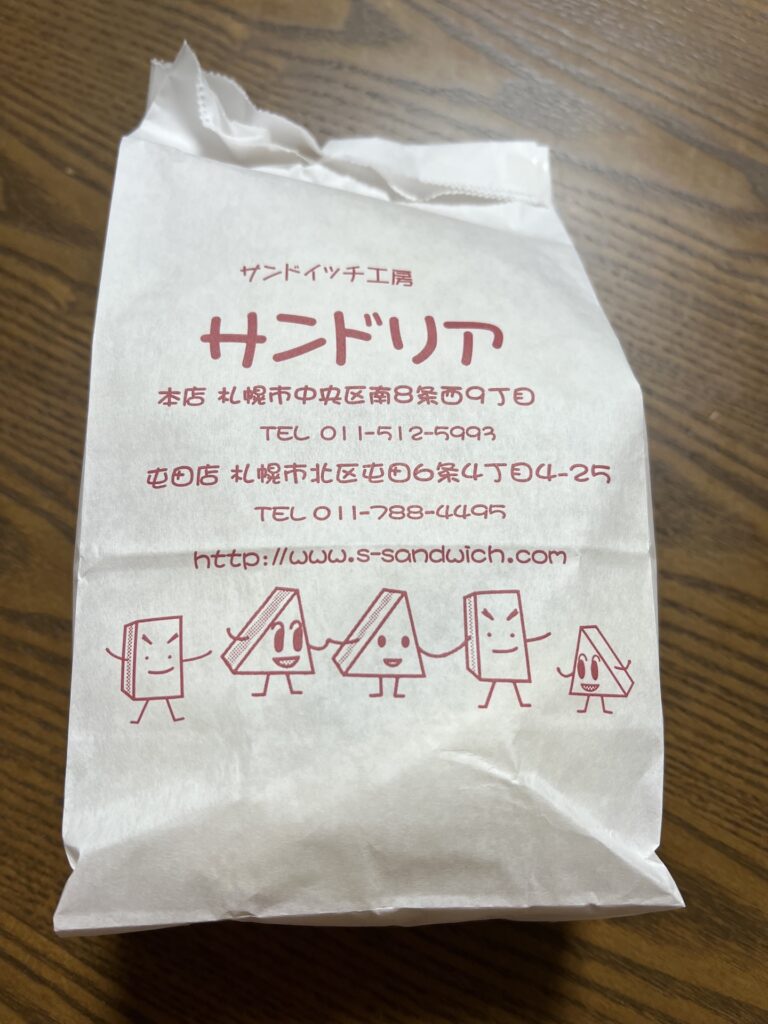 サンドイッチ工房
サンドリア
本店 札幌市中央区南8条西9丁目
TEL 011-512-5993
屯田店 札幌市北区屯田6条4丁目4-25
TEL 011-788-4495
http://www.s-sandwich.com